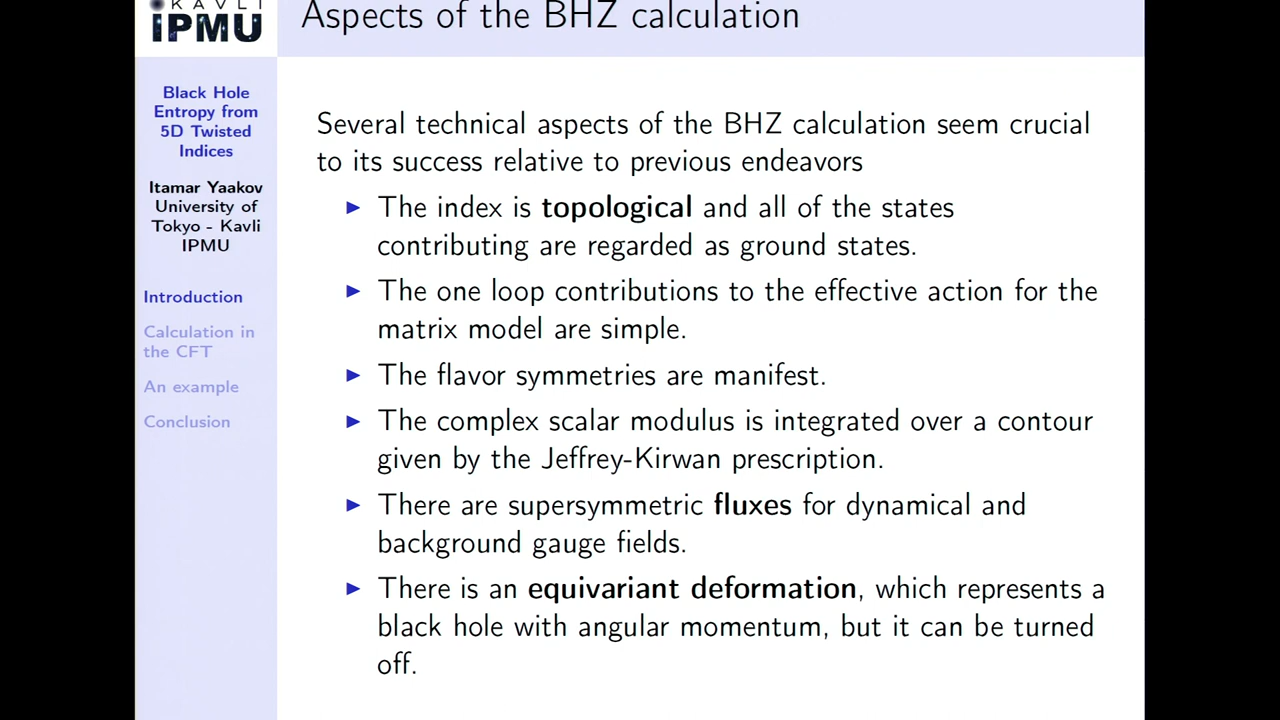 KAVLI
IPMU
Aspects of the BHZ calculation
Black Hole
Entropy from
5D Twisted
Indices
Itamar Yaakov
University of
Tokyo - Kavli
IPMU
Introduction
Calculation in
the CFT
An example
Conclusion
Several technical aspects of the BHZ calculation seem crucial
to its success relative to previous endeavors
▶ The index is topological and all of the states
contributing are regarded as ground states.
▶ The one loop contributions to the effective action for the
matrix model are simple.
▶ The flavor symmetries are manifest.
▶ The complex scalar modulus is integrated over a contour
given by the Jeffrey-Kirwan prescription.
▶ There are supersymmetric fluxes for dynamical and
background gauge fields.
▶ There is an equivariant deformation, which represents a
black hole with angular momentum, but it can be turned
off.